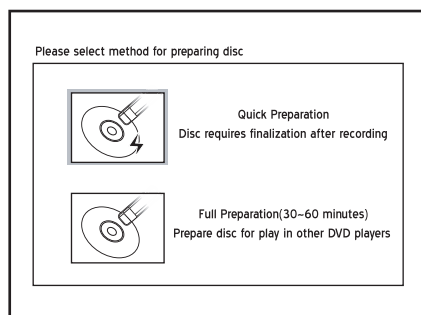 Please select method for preparing disc
Quick Preparation
Disc requires finalization after recording
Full Preparation(30~60 minutes)
Prepare disc for play in other DVD players